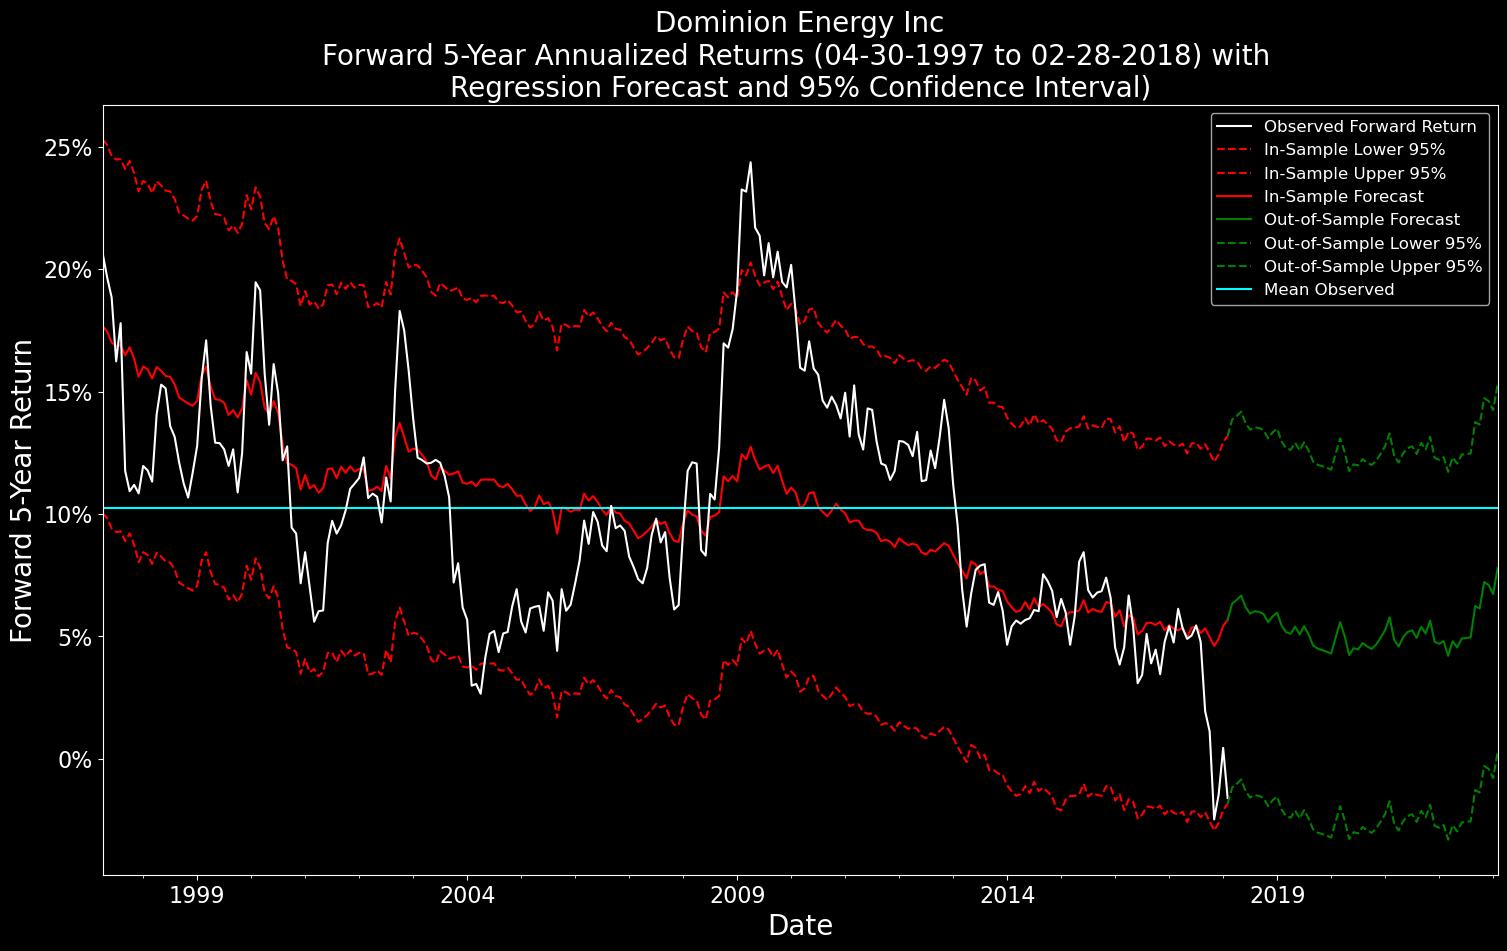 Dominion Energy Inc
Forward 5-Year Annualized Returns (04-30-1997 to 02-28-2018) with
Regression Forecast and 95% Confidence Interval)
Observed Forward Return
In-Sample Lower 95%
In-Sample Upper 95%
In-Sample Forecast
Out-of-Sample Forecast
Out-of-Sample Lower 95%
Out-of-Sample Upper 95%
Mean Observed
Forward 5-Year Return
25%
20%
15%
10%
5%
0%
1999
2004
2009
2014
2019
Date